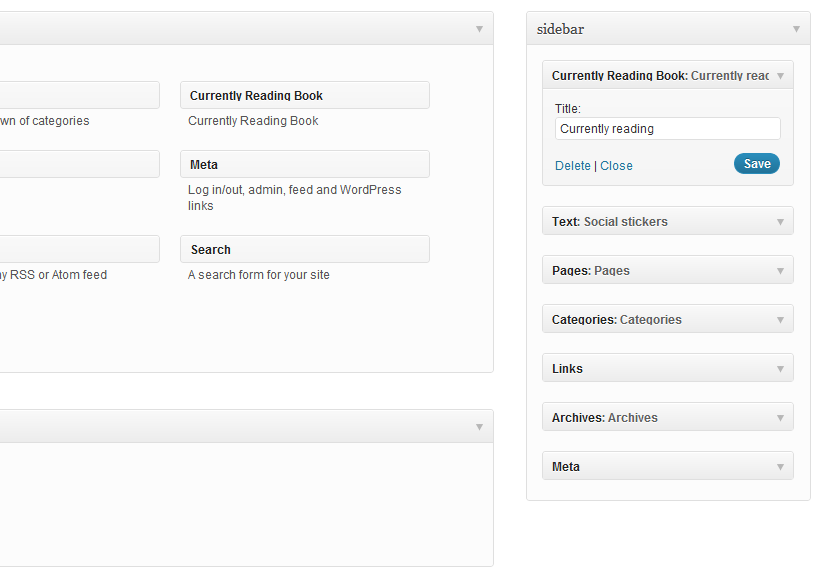 Currently Reading Book
wn of categories
Currently Reading Book
Meta
Log in/out, admin, feed and WordPress
links
Search
y RSS or Atom feed
A search form for your site
sidebar
Currently Reading Book: Currently read
Title:
Currently reading
Delete | Close
Save
Text: Social stickers
Pages: Pages
Categories: Categories
Links
Archives: Archives
Meta